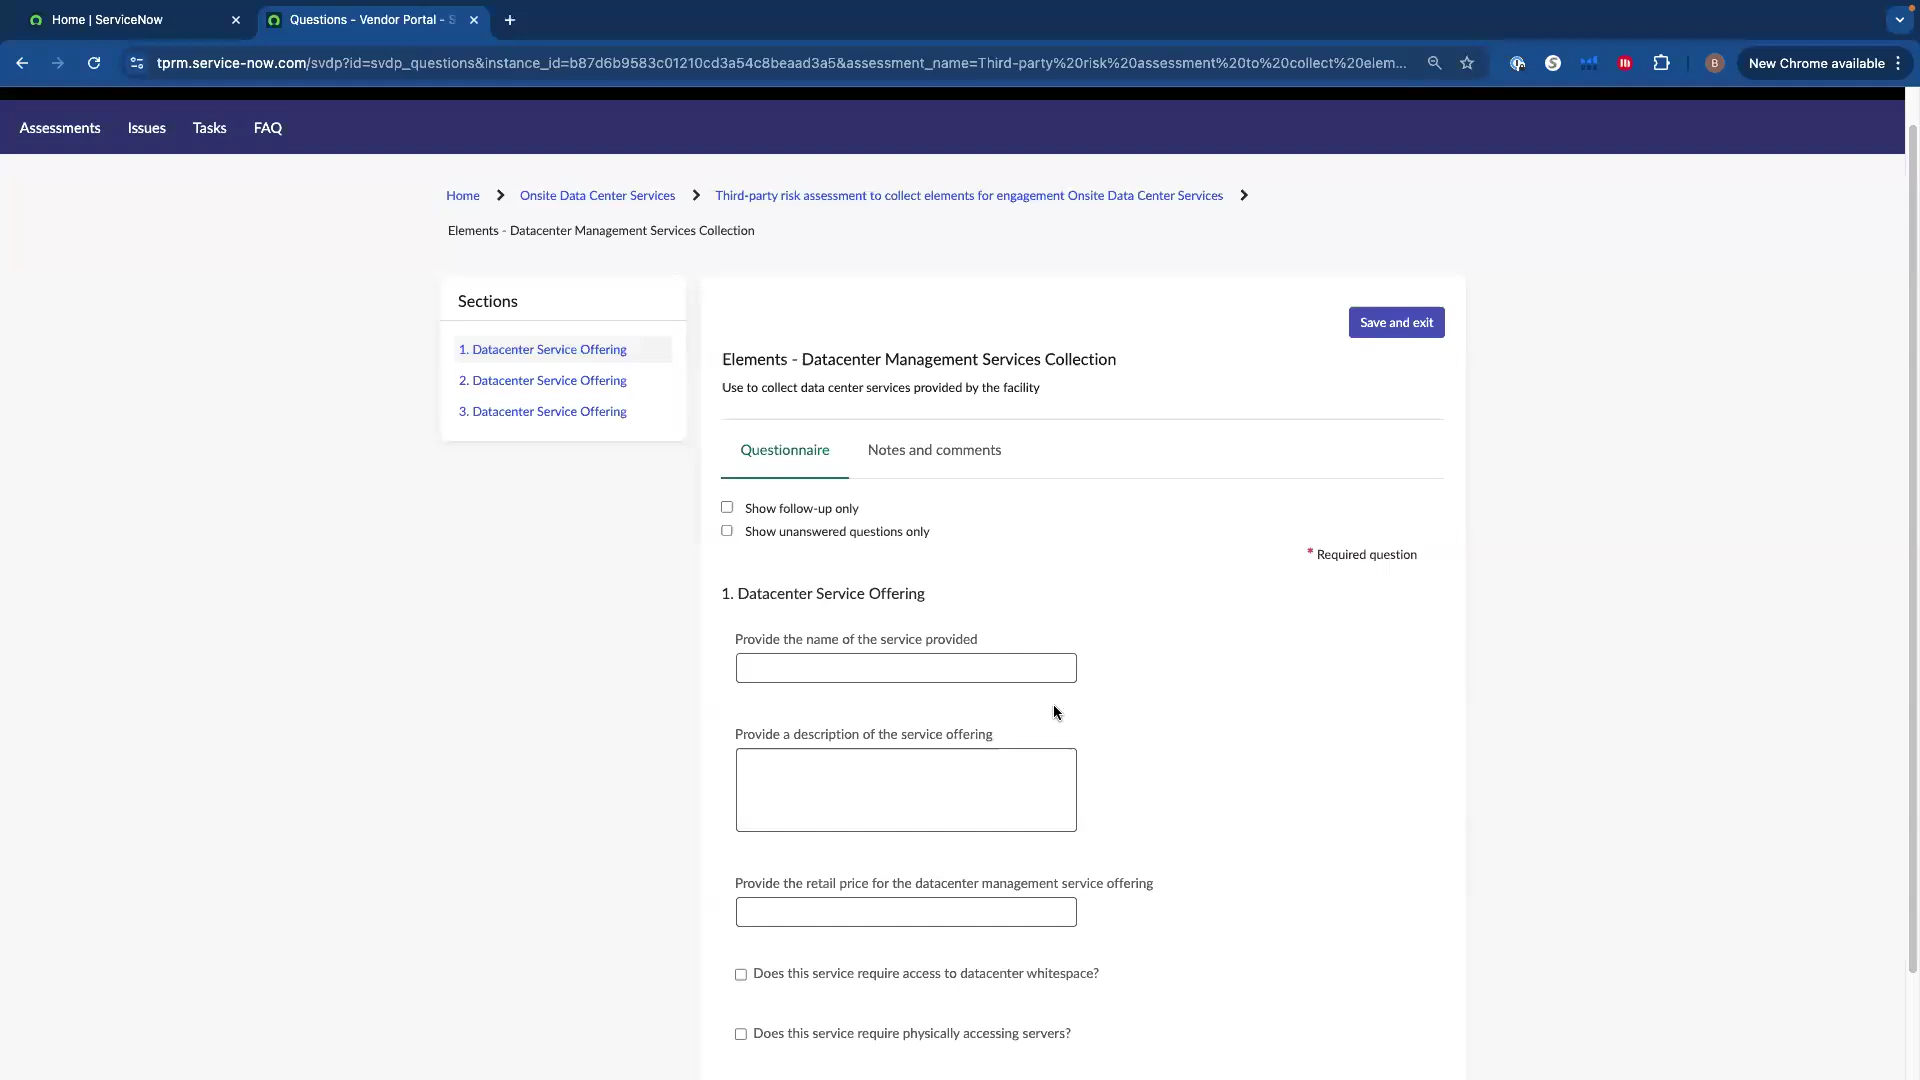 Home | ServiceNow
Questions - Vendor Portal - S
tprm.service-now.com/svdp?id=svdp_questions&instance_id=b87d6b9583c01210cd3a54c8beaad3a5&assessment_name=Third-party%20risk%20assessment%20to%20collect%20elem...
B
New Chrome available
Assessments Issues Tasks FAQ
Home > Onsite Data Center Services > Third-party risk assessment to collect elements for engagement Onsite Data Center Services >
Elements - Datacenter Management Services Collection
Sections
1. Datacenter Service Offering
2. Datacenter Service Offering
3. Datacenter Service Offering
Save and exit
Elements - Datacenter Management Services Collection
Use to collect data center services provided by the facility
Questionnaire Notes and comments
Show follow-up only
Show unanswered questions only
* Required question
1. Datacenter Service Offering
Provide the name of the service provided
Provide a description of the service offering
Provide the retail price for the datacenter management service offering
Does this service require access to datacenter whitespace?
Does this service require physically accessing servers?